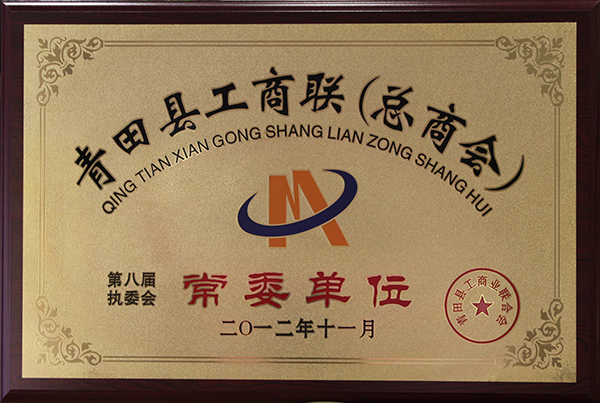 青田县工商联(总商会)
QING TIAN XIAN GONG SHANG LIAN ZONG SHANG HUI
第八届
执委会
常委单位
二〇一二年十一月
青田县工商业联合会